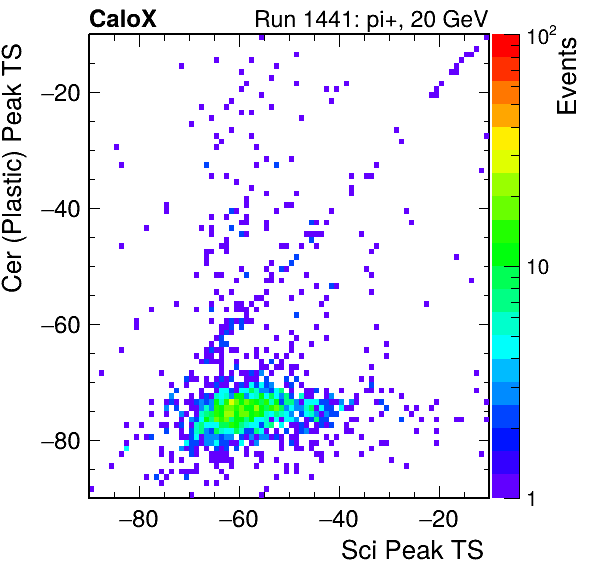 CaloX
Run 1441: pi+, 20 GeV
Cer (Plastic) Peak TS
−20
−40
−60
−80
−80
−60
−40
−20
Sci Peak TS
10²
10
1
Events